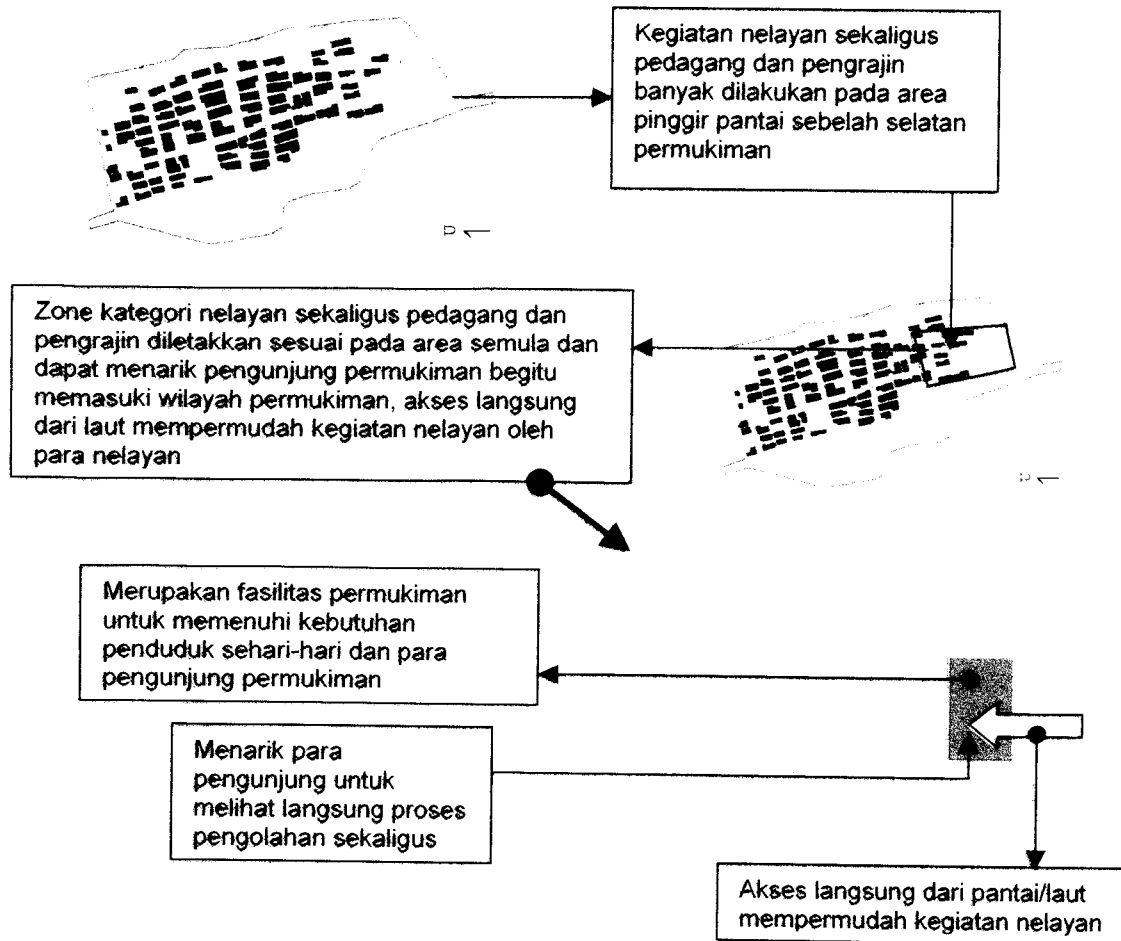 Kegiatan nelayan sekaligus
pedagang dan pengrajin
banyak dilakukan pada area
pinggir pantai sebelah selatan
permukiman
Zone kategori nelayan sekaligus pedagang dan
pengrajin diletakkan sesuai pada area semula dan
dapat menarik pengunjung permukiman begitu
memasuki wilayah permukiman, akses langsung
dari laut mempermudah kegiatan nelayan oleh
para nelayan
Merupakan fasilitas permukiman
untuk memenuhi kebutuhan
penduduk sehari-hari dan para
pengunjung permukiman
Menarik para
pengunjung untuk
melihat langsung proses
pengolahan sekaligus
Akses langsung dari pantai/laut
mempermudah kegiatan nelayan